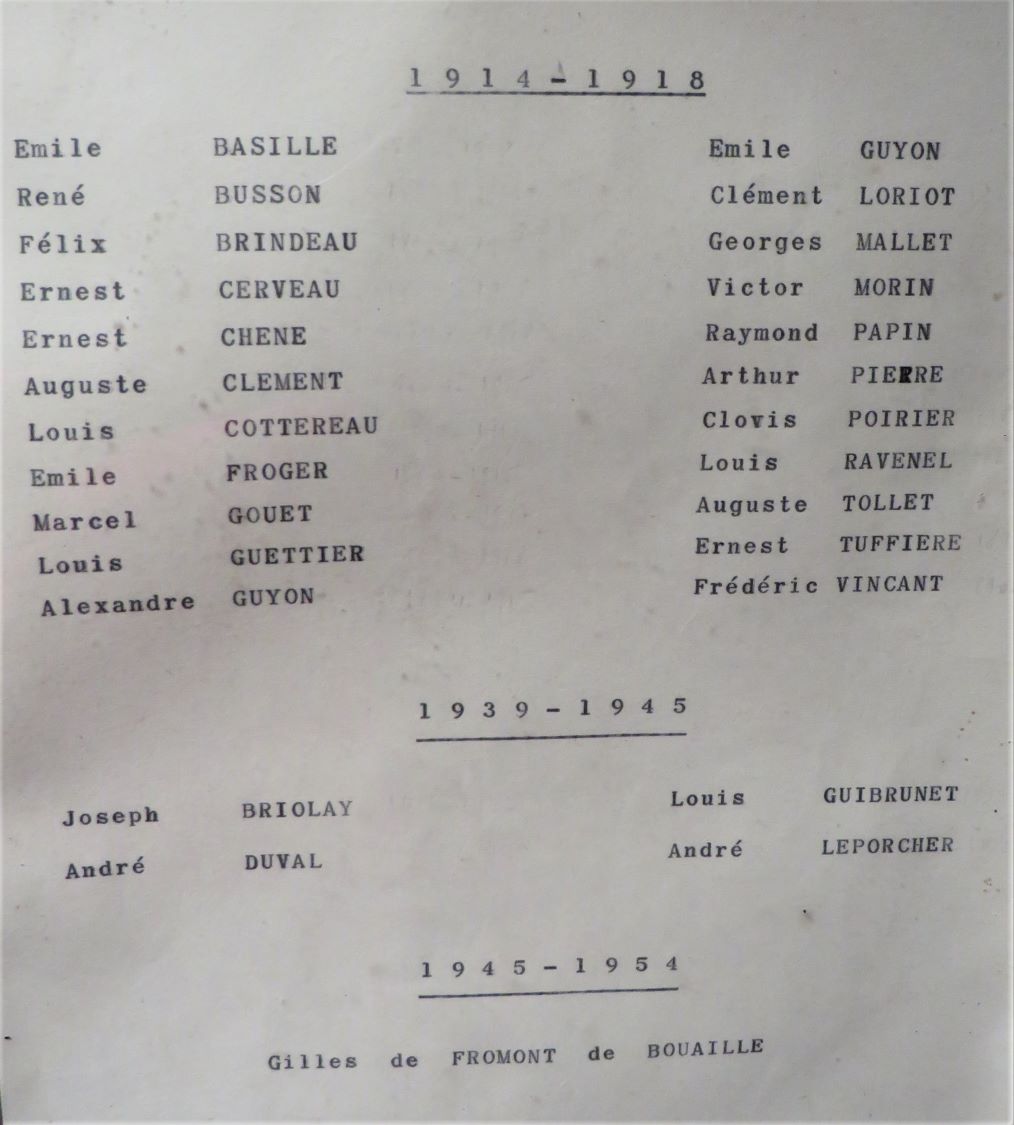 1914-1918
Emile BASILLE
René BUSSON
Félix BRINDEAU
Ernest CERVEAU
Ernest CHENE
Auguste CLEMENT
Louis COTTEREAU
Emile FROGER
Marcel GOUET
Louis GUETTIER
Alexandre GUYON
Emile GUYON
Clément LORIOT
Georges MALLET
Victor MORIN
Raymond PAPIN
Arthur PIERRE
Clovis POIRIER
Louis RAVENEL
Auguste TOLLET
Ernest TUFFIERE
Frédéric VINCANT
1939-1945
Joseph BRIOLAY
André DUVAL
Louis GUIBRUNET
André LEPORCHER
1945-1954
Gilles de FROMONT de BOUAILLE